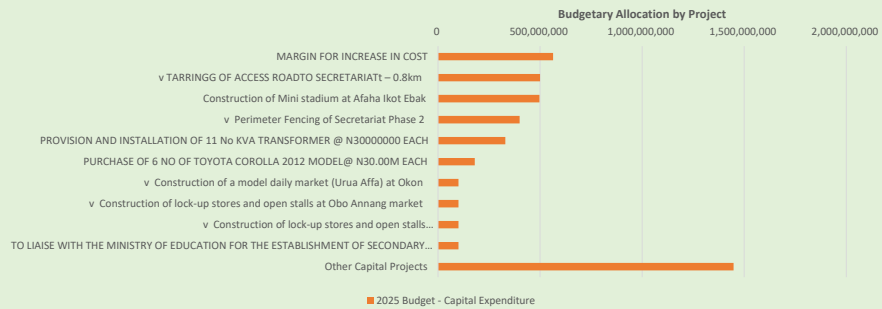 Budgetary Allocation by Project
0 500,000,000 1,000,000,000 1,500,000,000 2,000,000,000
MARGIN FOR INCREASE IN COST
v TARRINGG OF ACCESS ROADTO SECRETARIATt – 0.8km
Construction of Mini stadium at Afaha Ikot Ebak
v Perimeter Fencing of Secretariat Phase 2
PROVISION AND INSTALLATION OF 11 No KVA TRANSFORMER @ N30000000 EACH
PURCHASE OF 6 NO OF TOYOTA COROLLA 2012 MODEL@ N30.00M EACH
v Construction of a model daily market (Urua Affa) at Okon
v Construction of lock-up stores and open stalls at Obo Annang market
v Construction of lock-up stores and open stalls...
TO LIAISE WITH THE MINISTRY OF EDUCATION FOR THE ESTABLISHMENT OF SECONDARY...
Other Capital Projects
2025 Budget - Capital Expenditure